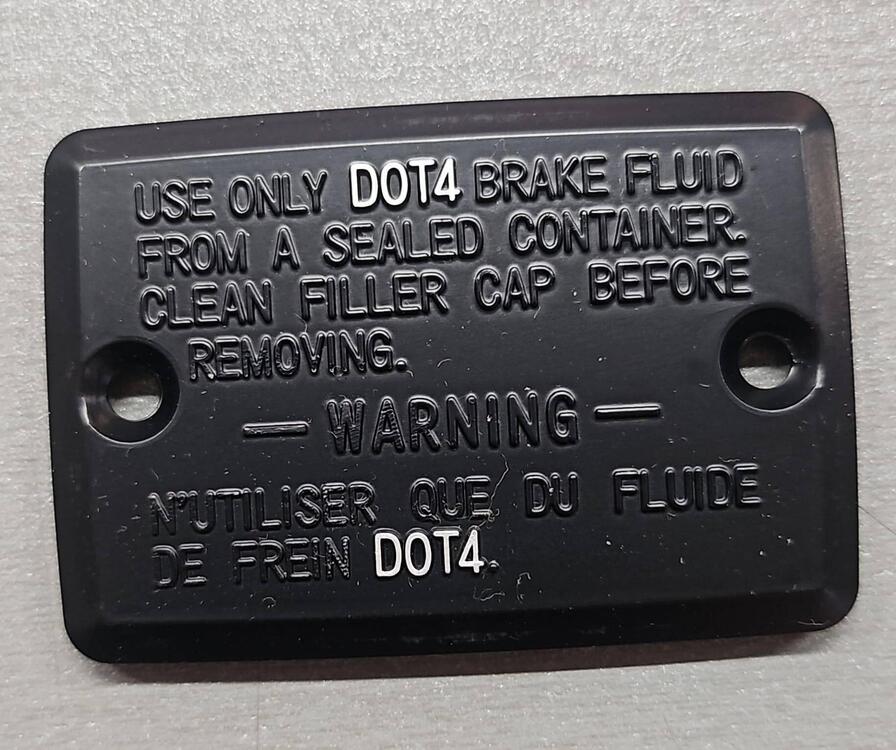 USE ONLY DOT4 BRAKE FLUID
FROM A SEALED CONTAINER.
CLEAN FILLER CAP BEFORE
REMOVING.
— WARNING —
N'UTILISER QUE DU FLUIDE
DE FREIN DOT4.